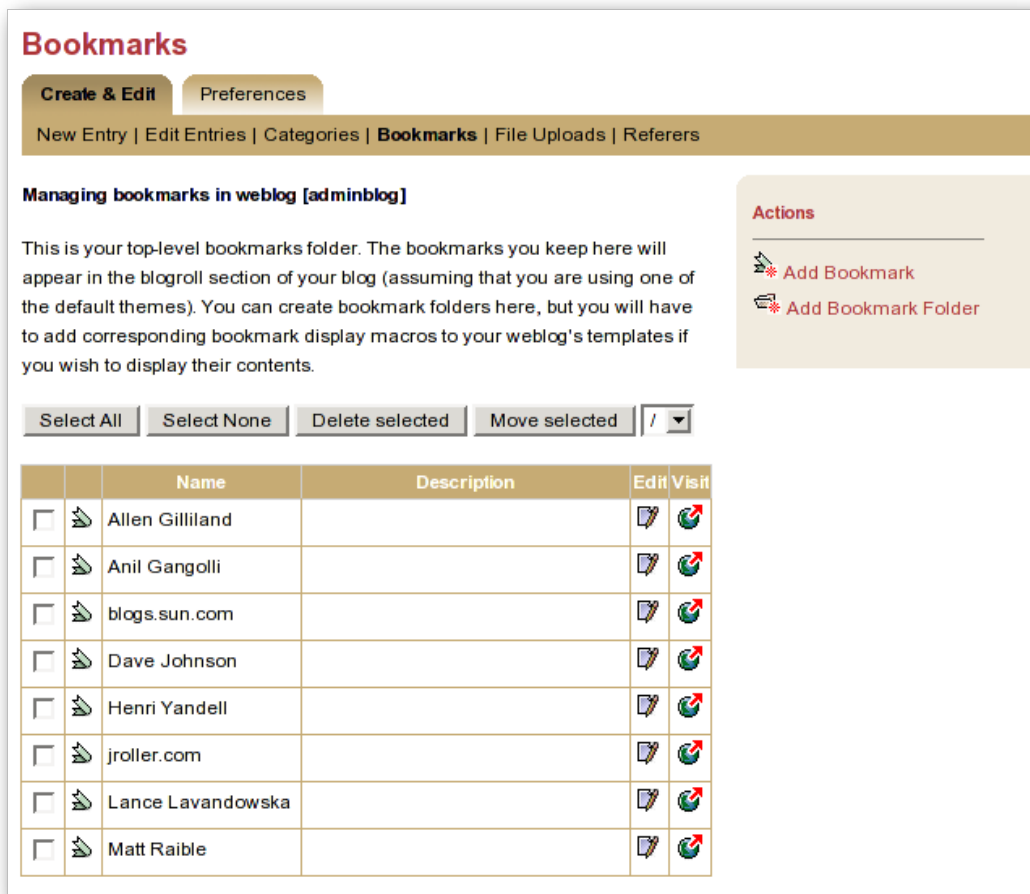 Bookmarks
Create & Edit
Preferences
New Entry | Edit Entries | Categories | Bookmarks | File Uploads | Referers
Managing bookmarks in weblog [adminblog]
This is your top-level bookmarks folder. The bookmarks you keep here will
appear in the blogroll section of your blog (assuming that you are using one of
the default themes). You can create bookmark folders here, but you will have
to add corresponding bookmark display macros to your weblog's templates if
you wish to display their contents.
Actions
Add Bookmark
Add Bookmark Folder
Select All Select None Delete selected Move selected /
Name Description Edit Visit
Allen Gilliland
Anil Gangolli
blogs.sun.com
Dave Johnson
Henri Yandell
jroller.com
Lance Lavandowska
Matt Raible